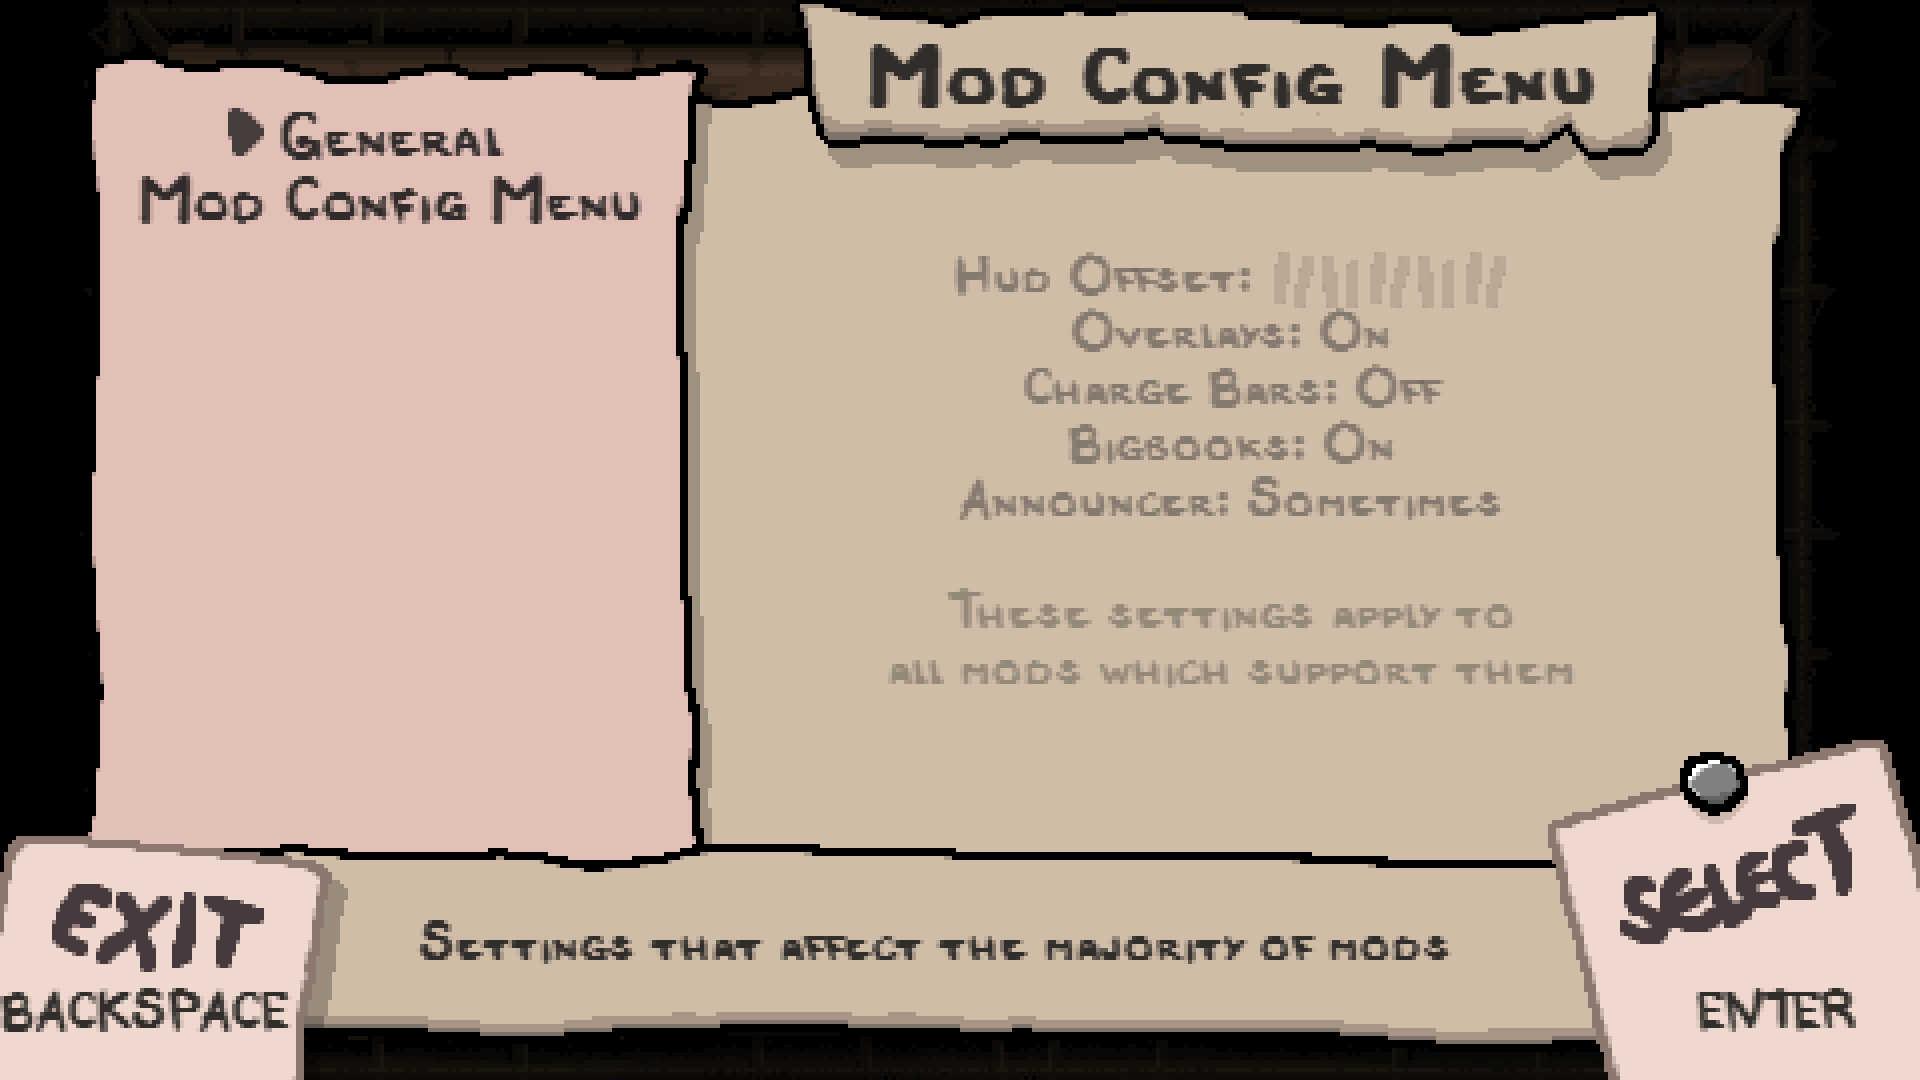 Mod Config Menu
General
Mod Config Menu
Hud Offset:
Overlays: On
Charge Bars: Off
Bigbooks: On
Announcer: Sometimes
These settings apply to
all mods which support them
Settings that affect the majority of mods
EXIT
BACKSPACE
SELECT
ENTER